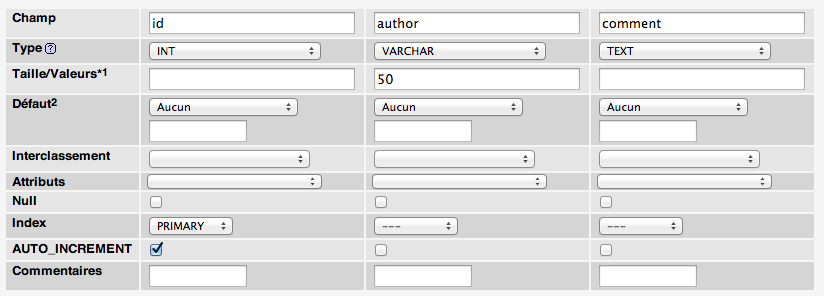 Champ id author comment
Type ? INT VARCHAR TEXT
Taille/Valeurs*1 50
Défaut2 Aucun Aucun Aucun
Interclassement
Attributs
Null
Index PRIMARY --- ---
AUTO_INCREMENT
Commentaires